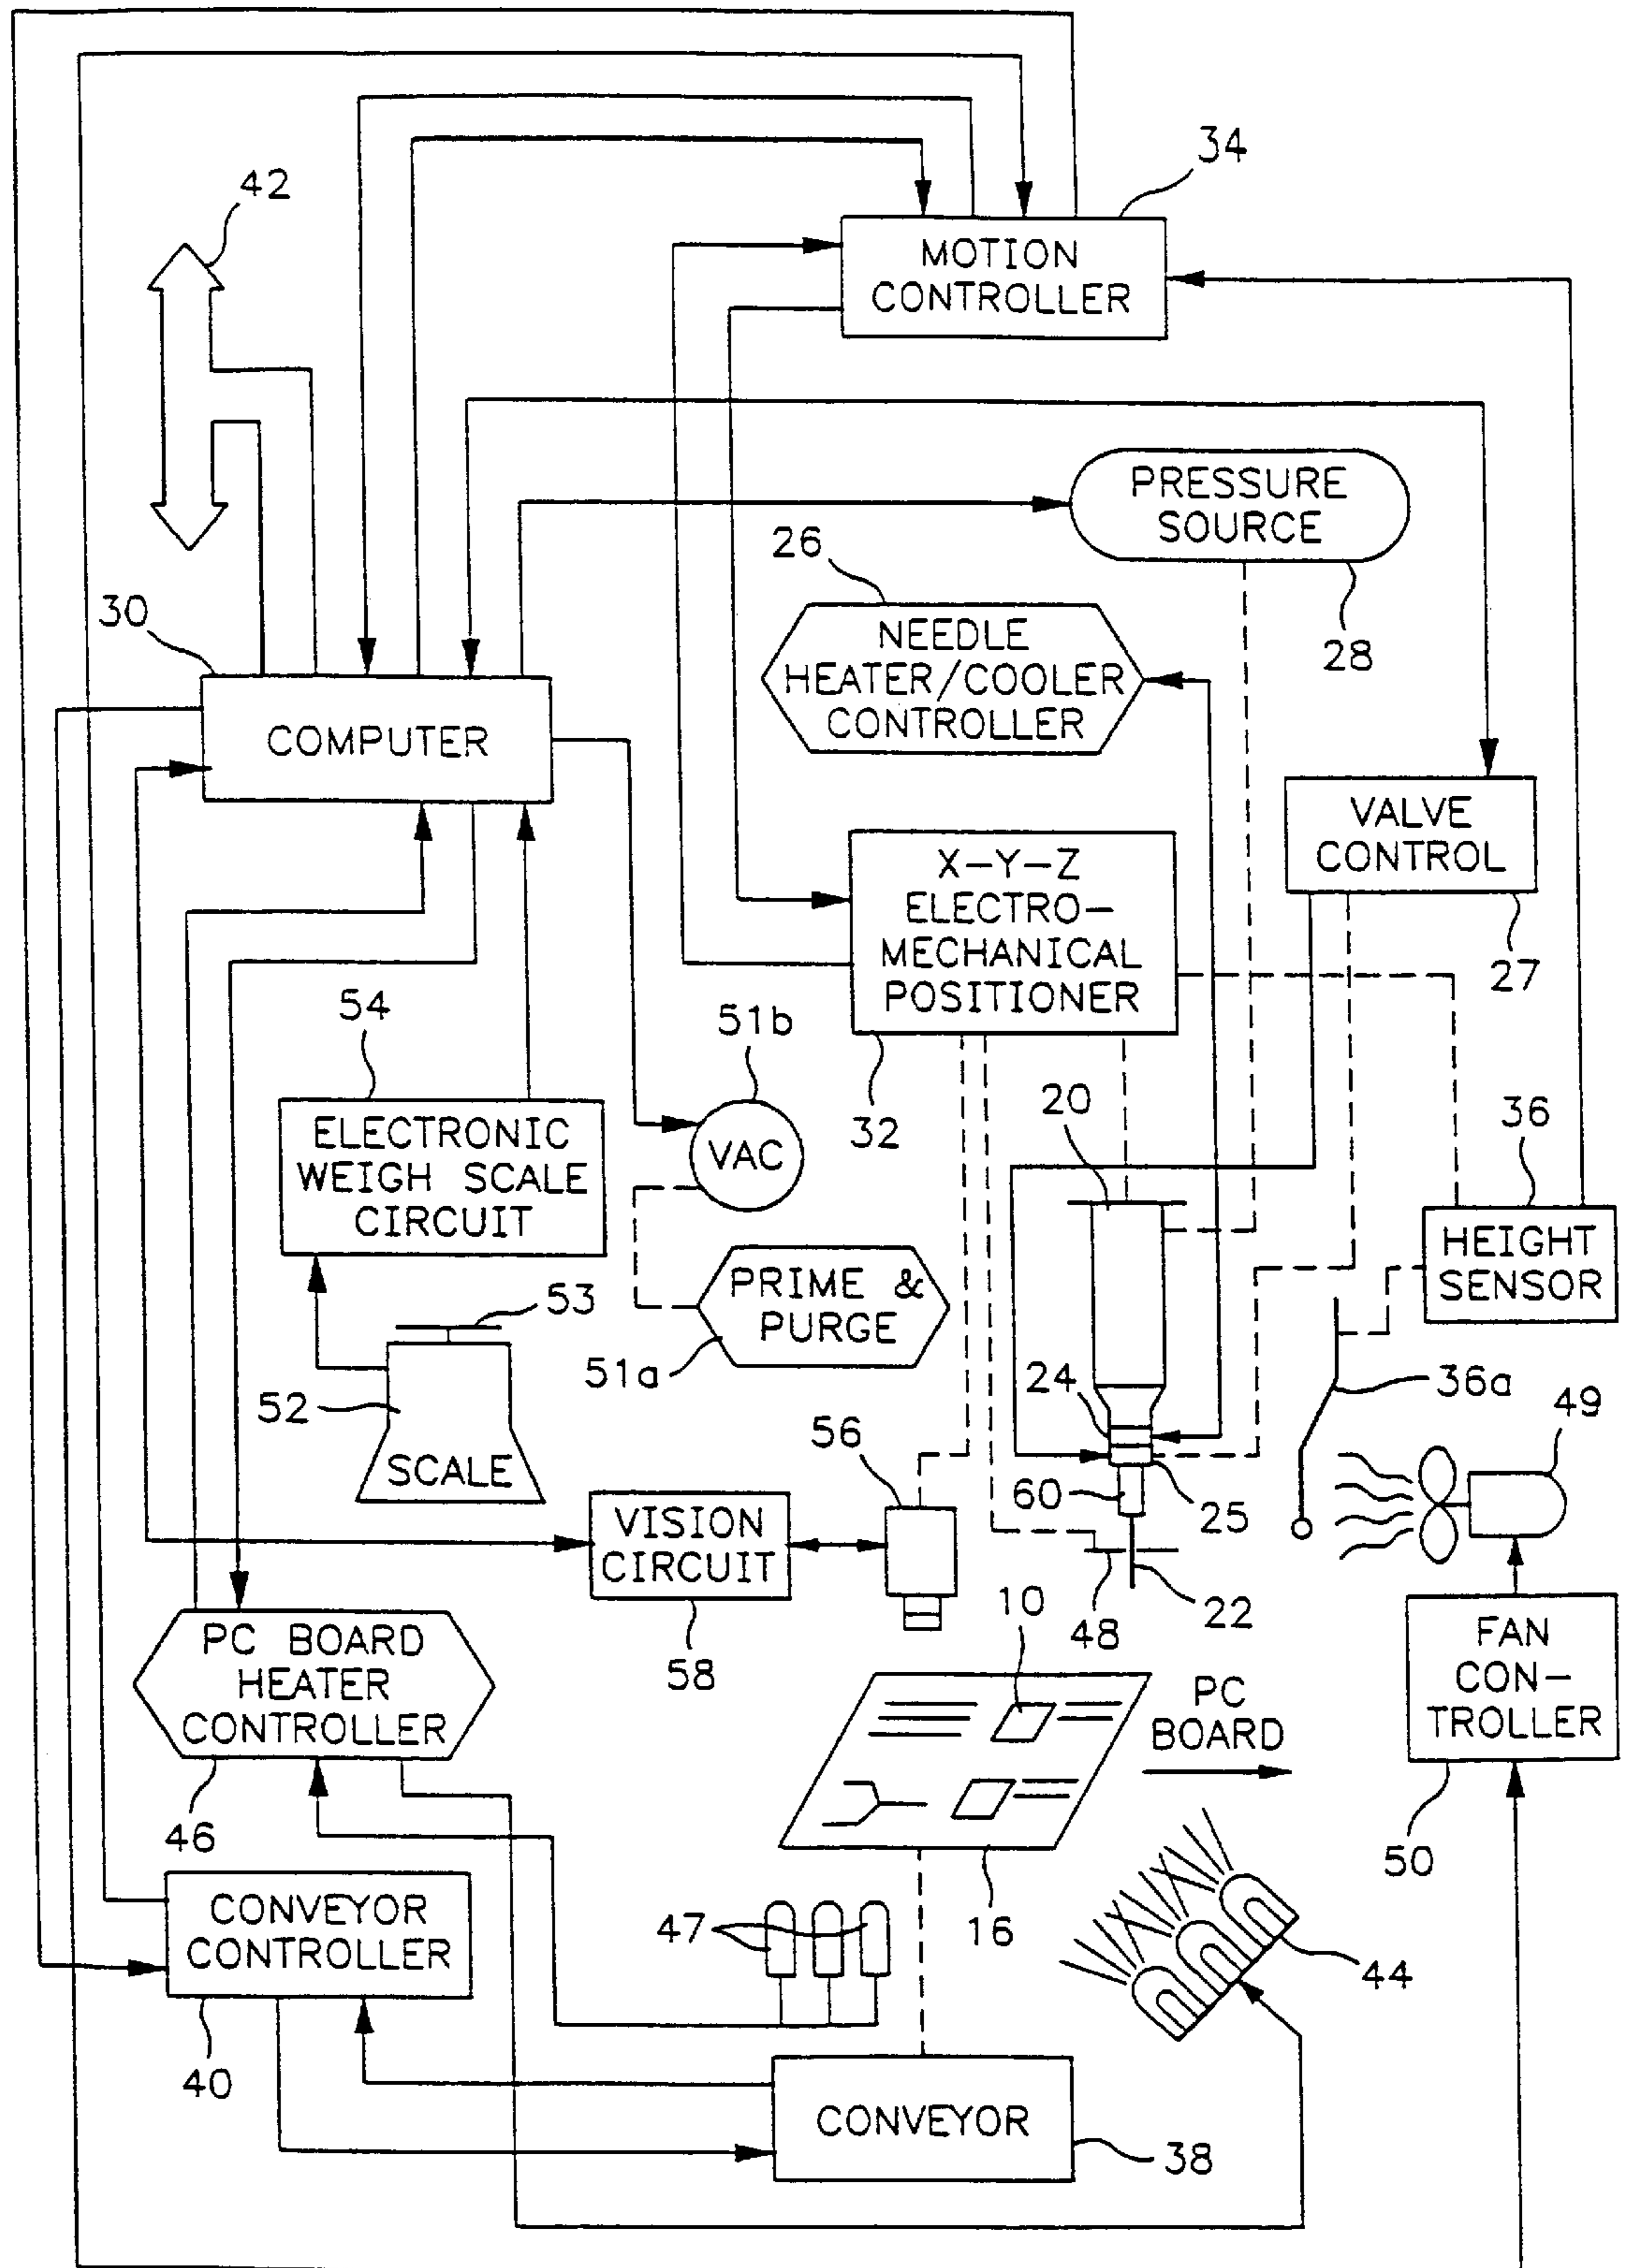 34
42
MOTION
CONTROLLER
PRESSURE
SOURCE
26
28
30
NEEDLE
HEATER/COOLER
CONTROLLER
COMPUTER
VALVE
CONTROL
27
X-Y-Z
ELECTRO-
MECHANICAL
POSITIONER
32
54
51b
ELECTRONIC
WEIGH SCALE
CIRCUIT
VAC
20
36
HEIGHT
SENSOR
PRIME &
PURGE
51a
53
52
SCALE
24
36a
49
56
60
25
VISION
CIRCUIT
58
48
22
10
FAN
CON-
TROLLER
50
PC BOARD
HEATER
CONTROLLER
46
PC
BOARD
16
CONVEYOR
CONTROLLER
40
47
44
CONVEYOR
38